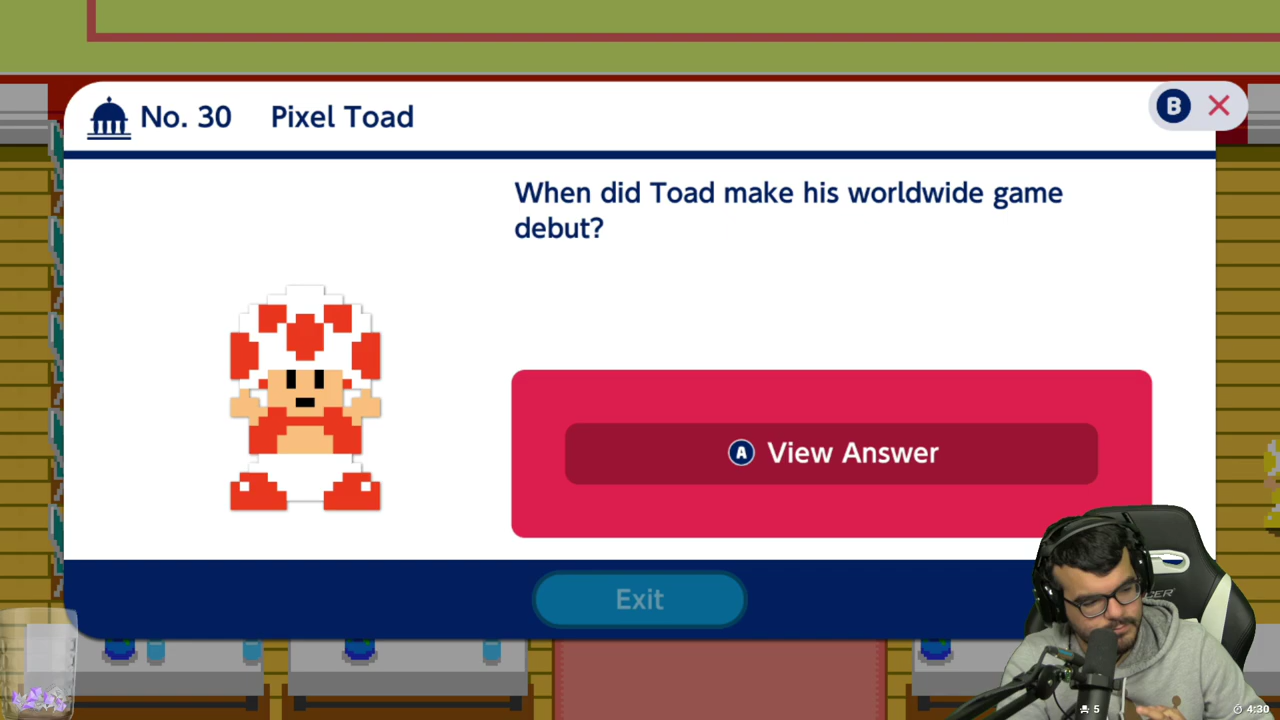 No. 30 Pixel Toad
B
When did Toad make his worldwide game
debut?
A View Answer
Exit
5
4:30